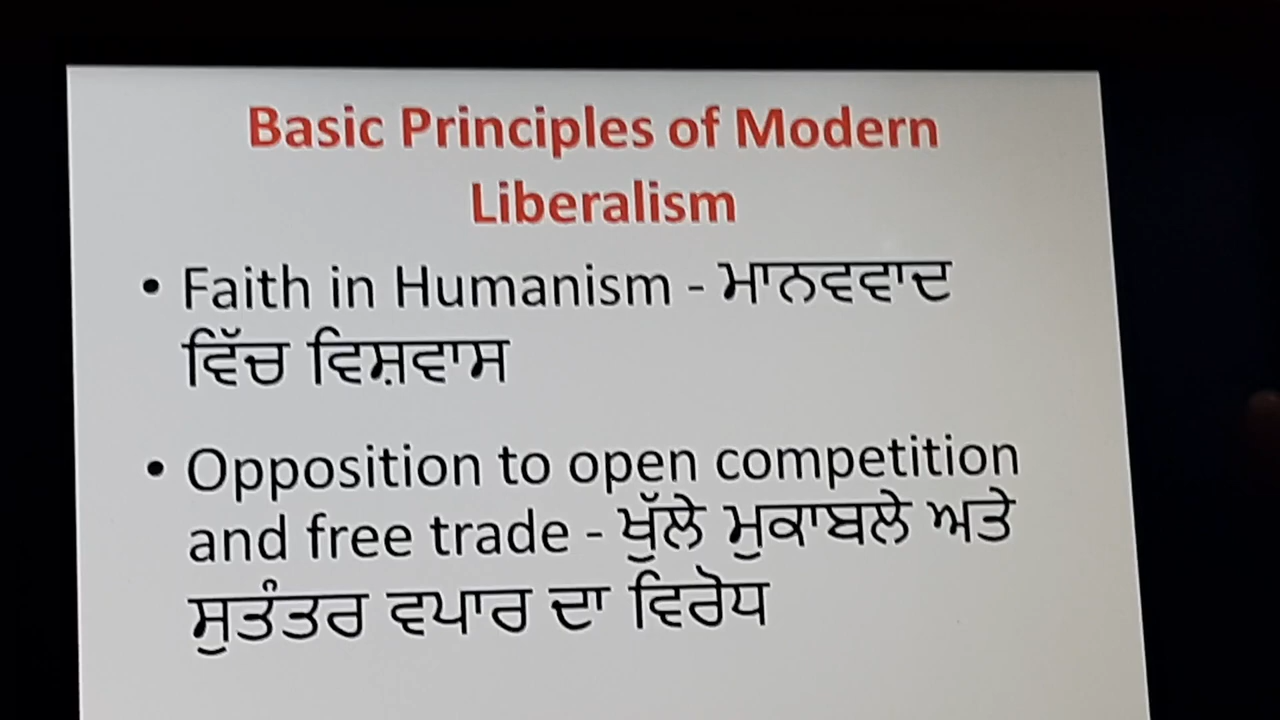 Basic Principles of Modern
Liberalism
• Faith in Humanism - ਮਾਨਵਵਾਦ
ਵਿੱਚ ਵਿਸ਼ਵਾਸ
• Opposition to open competition
and free trade - ਖੁੱਲੇ ਮੁਕਾਬਲੇ ਅਤੇ
ਸੁਤੰਤਰ ਵਪਾਰ ਦਾ ਵਿਰੋਧ